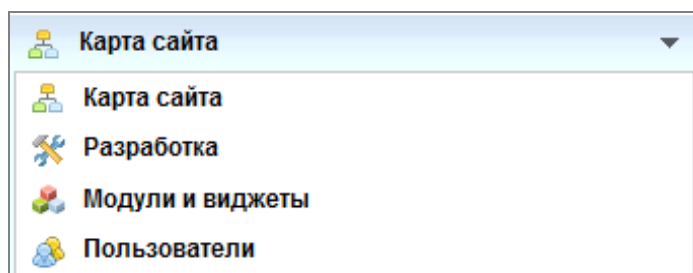 Карта сайта
Карта сайта
Разработка
Модули и виджеты
Пользователи